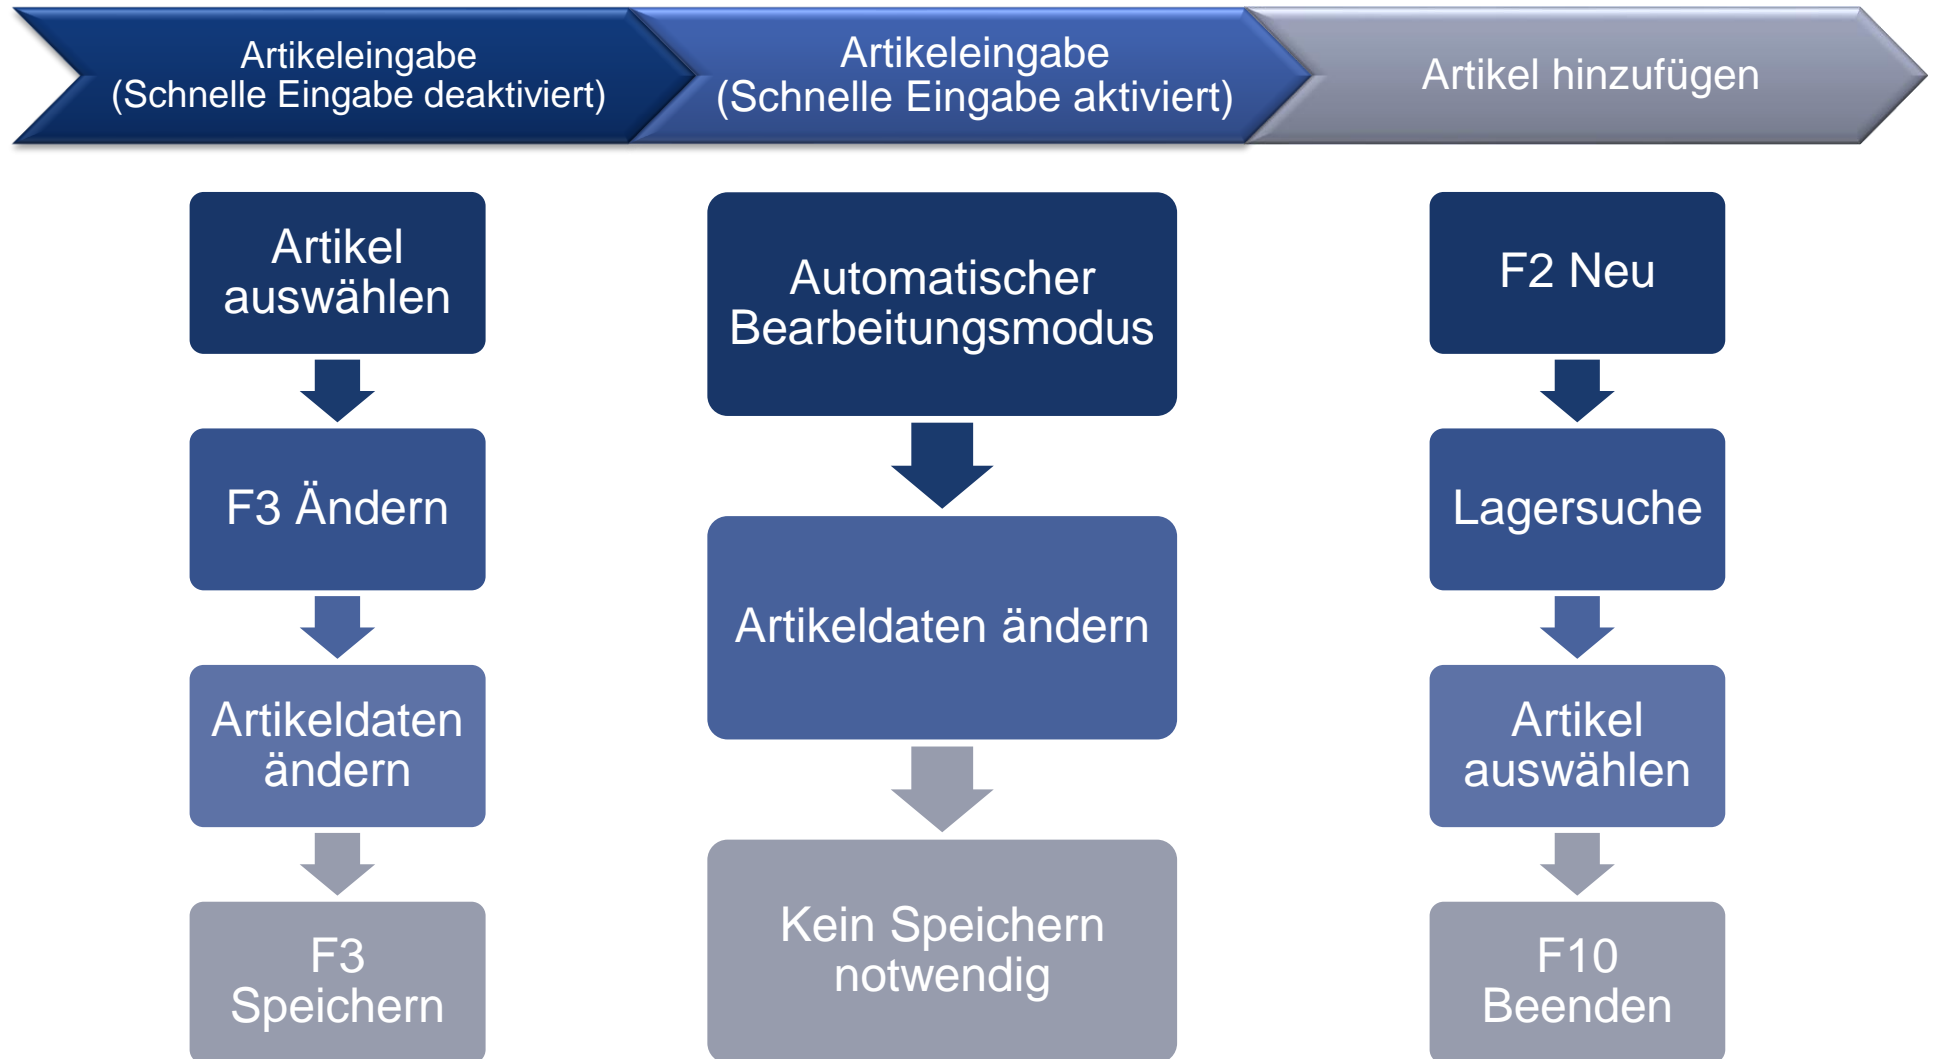 Artikeleingabe
(Schnelle Eingabe deaktiviert)
Artikeleingabe
(Schnelle Eingabe aktiviert)
Artikel hinzufügen
Artikel
auswählen
F3 Ändern
Artikeldaten
ändern
F3
Speichern
Automatischer
Bearbeitungsmodus
Artikeldaten ändern
Kein Speichern
notwendig
F2 Neu
Lagersuche
Artikel
auswählen
F10
Beenden